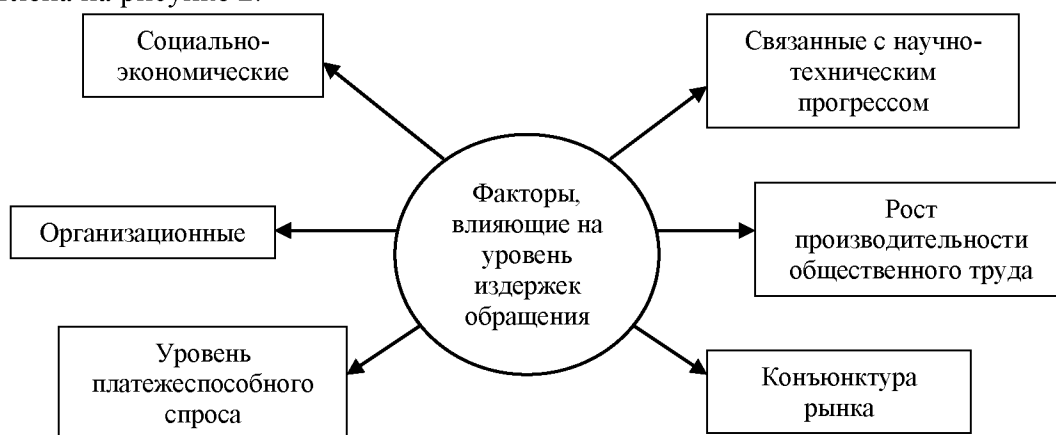 на рисунке 2.
Социально-
экономические
Связанные с научно-
техническим
прогрессом
Факторы,
влияющие на
уровень
издержек
обращения
Организационные
Рост
производительности
общественного труда
Уровень
платежеспособного
спроса
Конъюнктура
рынка